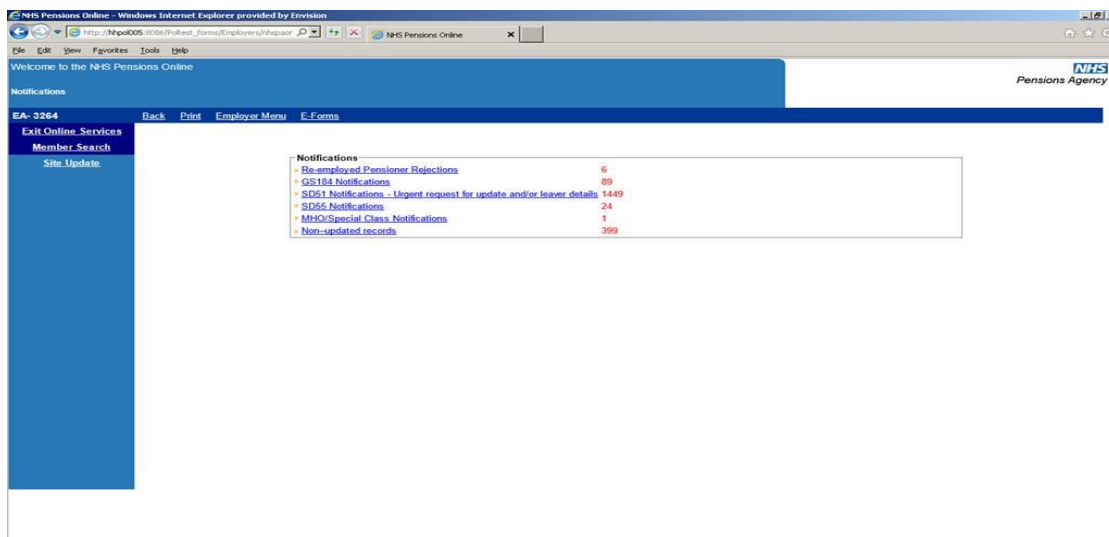 NHS Pensions Online - Windows Internet Explorer provided by Envision
http://hhpol005:8086/Poltest_forms/Employers/nhspaor NHS Pensions Online
File Edit View Favorites Tools Help
Welcome to the NHS Pensions Online
NHS
Pensions Agency
Notifications
EA- 3264 Back Print Employer Menu E-Forms
Exit Online Services
Member Search
Site Update
Notifications
Re-employed Pensioner Rejections 6
GS184 Notifications 89
SD51 Notifications - Urgent request for update and/or leaver details 1449
SD55 Notifications 24
MHO/Special Class Notifications 1
Non-updated records 399